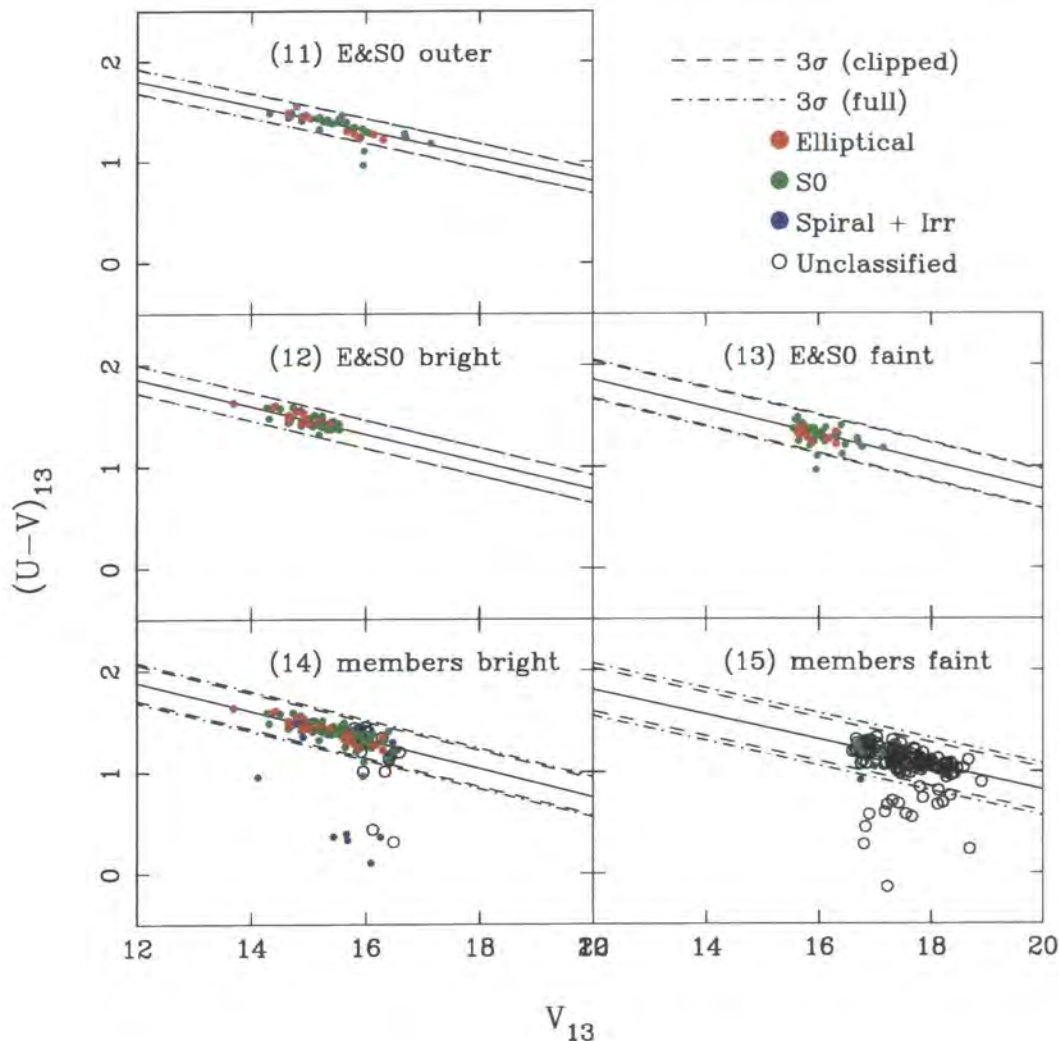 (11) E&S0 outer
3σ (clipped)
3σ (full)
Elliptical
S0
Spiral + Irr
Unclassified
2
1
0
(12) E&S0 bright
(13) E&S0 faint
2
1
0
(U−V)13
(14) members bright
(15) members faint
2
1
0
12 14 16 18 20 12 14 16 18 20
V13